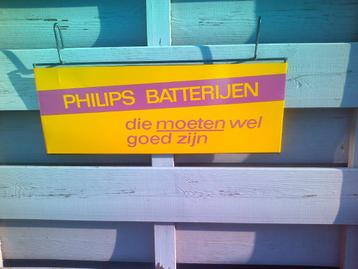 PHILIPS BATTERIJEN
die moeten wel
goed zijn